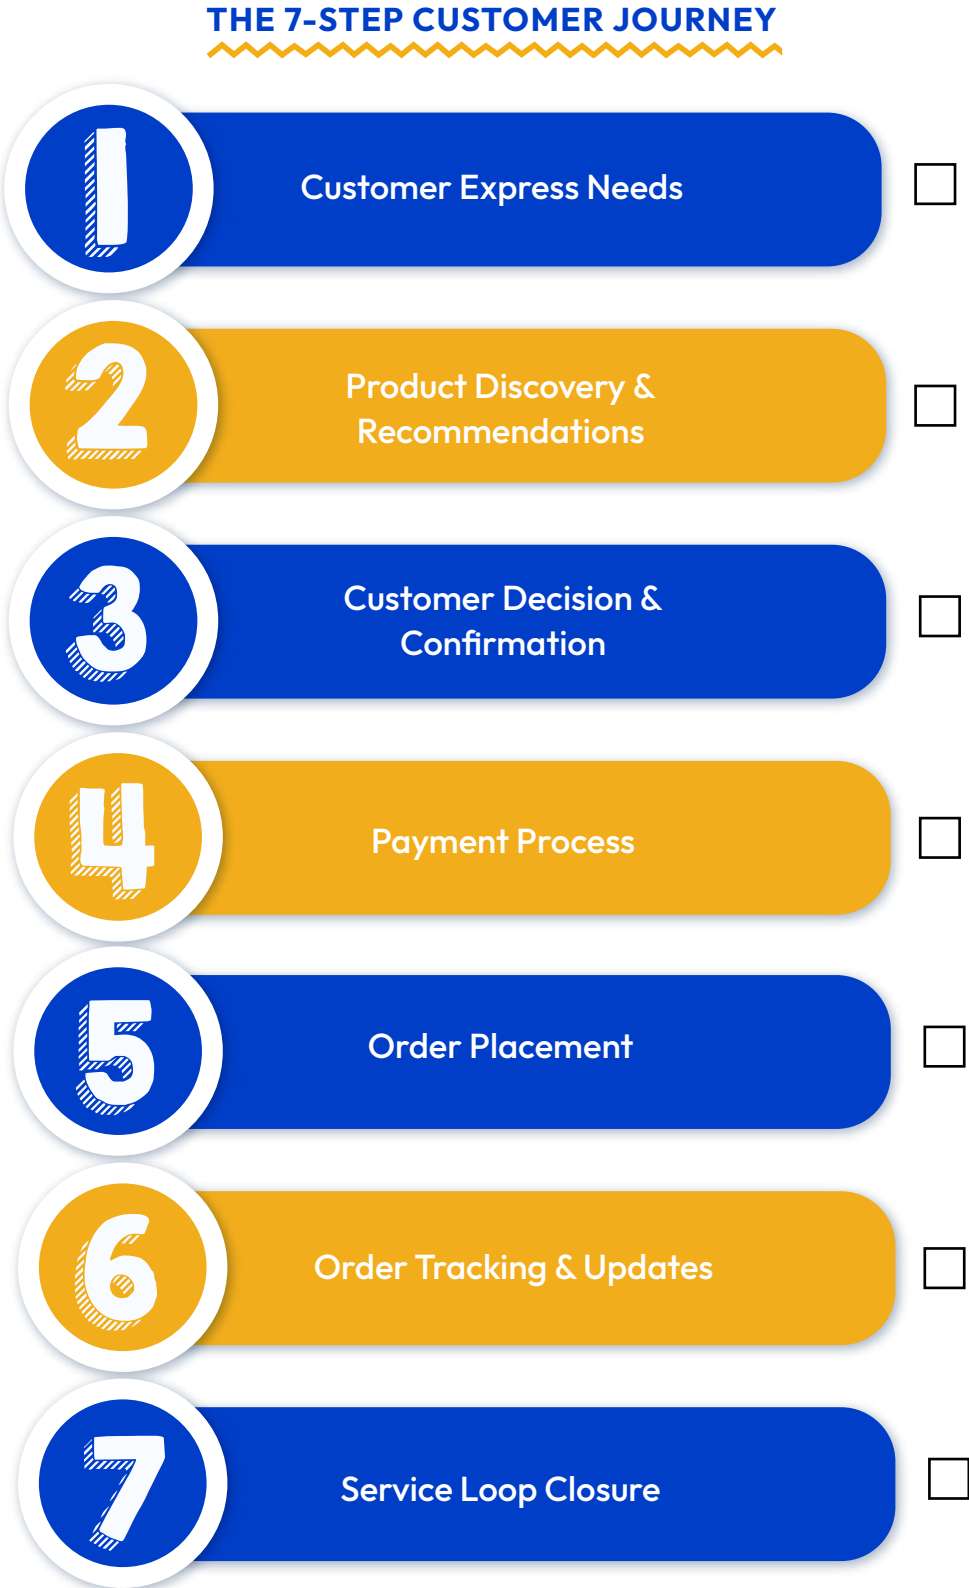 THE 7-STEP CUSTOMER JOURNEY
1
Customer Express Needs
2
Product Discovery &
Recommendations
3
Customer Decision &
Confirmation
4
Payment Process
5
Order Placement
6
Order Tracking & Updates
7
Service Loop Closure